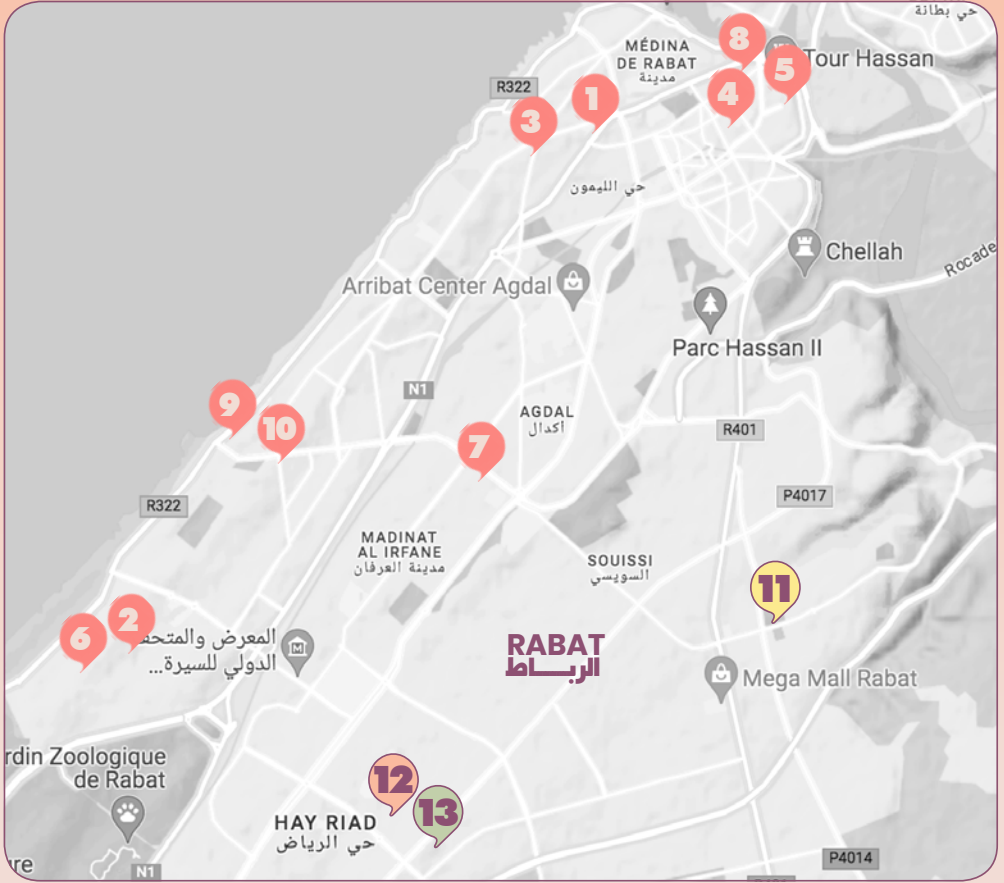 حي بطانة
8
MÉDINA
DE RABAT
مدينة
Tour Hassan
5
R322
1
4
3
حي الليمون
Chellah
Rocade
Arribat Center Agdal
Parc Hassan II
N1
9
AGDAL
أكدال
10
R401
7
P4017
R322
MADINAT
AL IRFANE
مدينة العرفان
SOUISSI
السويسي
11
2
6
المعرض والمتحف
الدولي للسيرة...
RABAT
الرباط
Mega Mall Rabat
rdin Zoologique
de Rabat
12
13
HAY RIAD
حي الرياض
P4014
re
N1